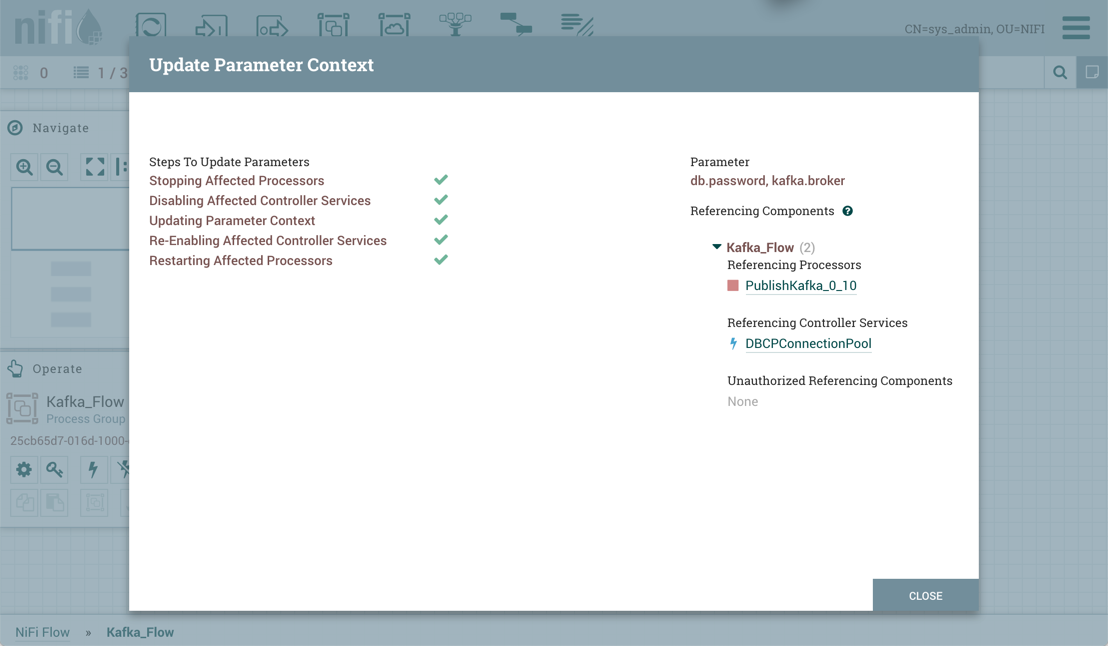 nifi
CN=sys_admin, OU=NIFI
0
1 / 3
Update Parameter Context
Navigate
Steps To Update Parameters
Stopping Affected Processors
Disabling Affected Controller Services
Updating Parameter Context
Re-Enabling Affected Controller Services
Restarting Affected Processors
Parameter
db.password, kafka.broker
Referencing Components
Kafka_Flow (2)
Referencing Processors
PublishKafka_0_10
Referencing Controller Services
DBCPConnectionPool
Unauthorized Referencing Components
None
Operate
Kafka_Flow
Process Group
25cb65d7-016d-1000-
CLOSE
NiFi Flow » Kafka_Flow